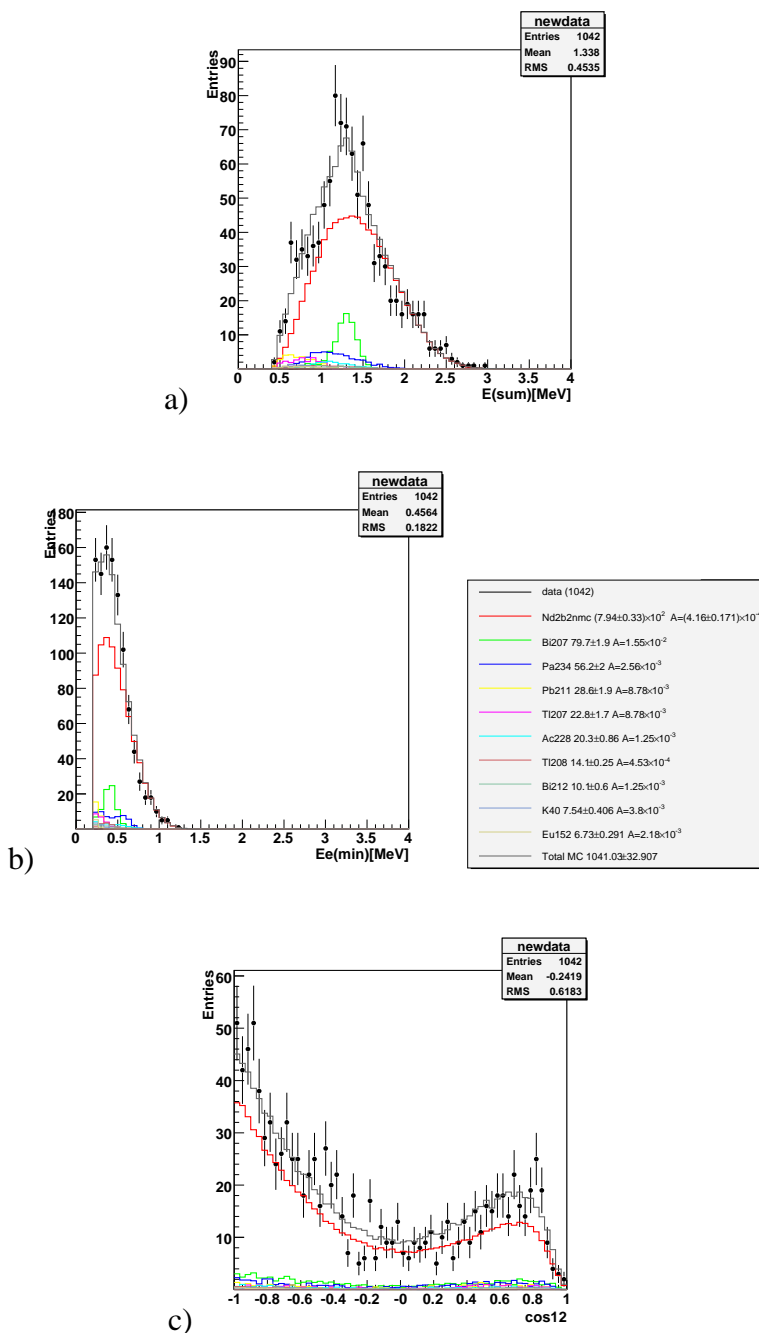 newdata
Entries 1042
Mean 1.338
RMS 0.4535
Entries
90
80
70
60
50
40
30
20
10
0 0.5 1 1.5 2 2.5 3 3.5 4
E(sum)[MeV]
a)
newdata
Entries 1042
Mean 0.4564
RMS 0.1822
Entries
180
160
140
120
100
80
60
40
20
0 0.5 1 1.5 2 2.5 3 3.5 4
Ee(min)[MeV]
b)
data (1042)
Nd2b2nmc (7.94±0.33)×10² A=(4.16±0.171)×10⁻
Bi207 79.7±1.9 A=1.55×10⁻²
Pa234 56.2±2 A=2.56×10⁻³
Pb211 28.6±1.9 A=8.78×10⁻³
Tl207 22.8±1.7 A=8.78×10⁻³
Ac228 20.3±0.86 A=1.25×10⁻³
Tl208 14.1±0.25 A=4.53×10⁻⁴
Bi212 10.1±0.6 A=1.25×10⁻³
K40 7.54±0.406 A=3.8×10⁻³
Eu152 6.73±0.291 A=2.18×10⁻³
Total MC 1041.03±32.907
newdata
Entries 1042
Mean -0.2419
RMS 0.6183
Entries
60
50
40
30
20
10
-1 -0.8 -0.6 -0.4 -0.2 -0 0.2 0.4 0.6 0.8 1
cos12
c)